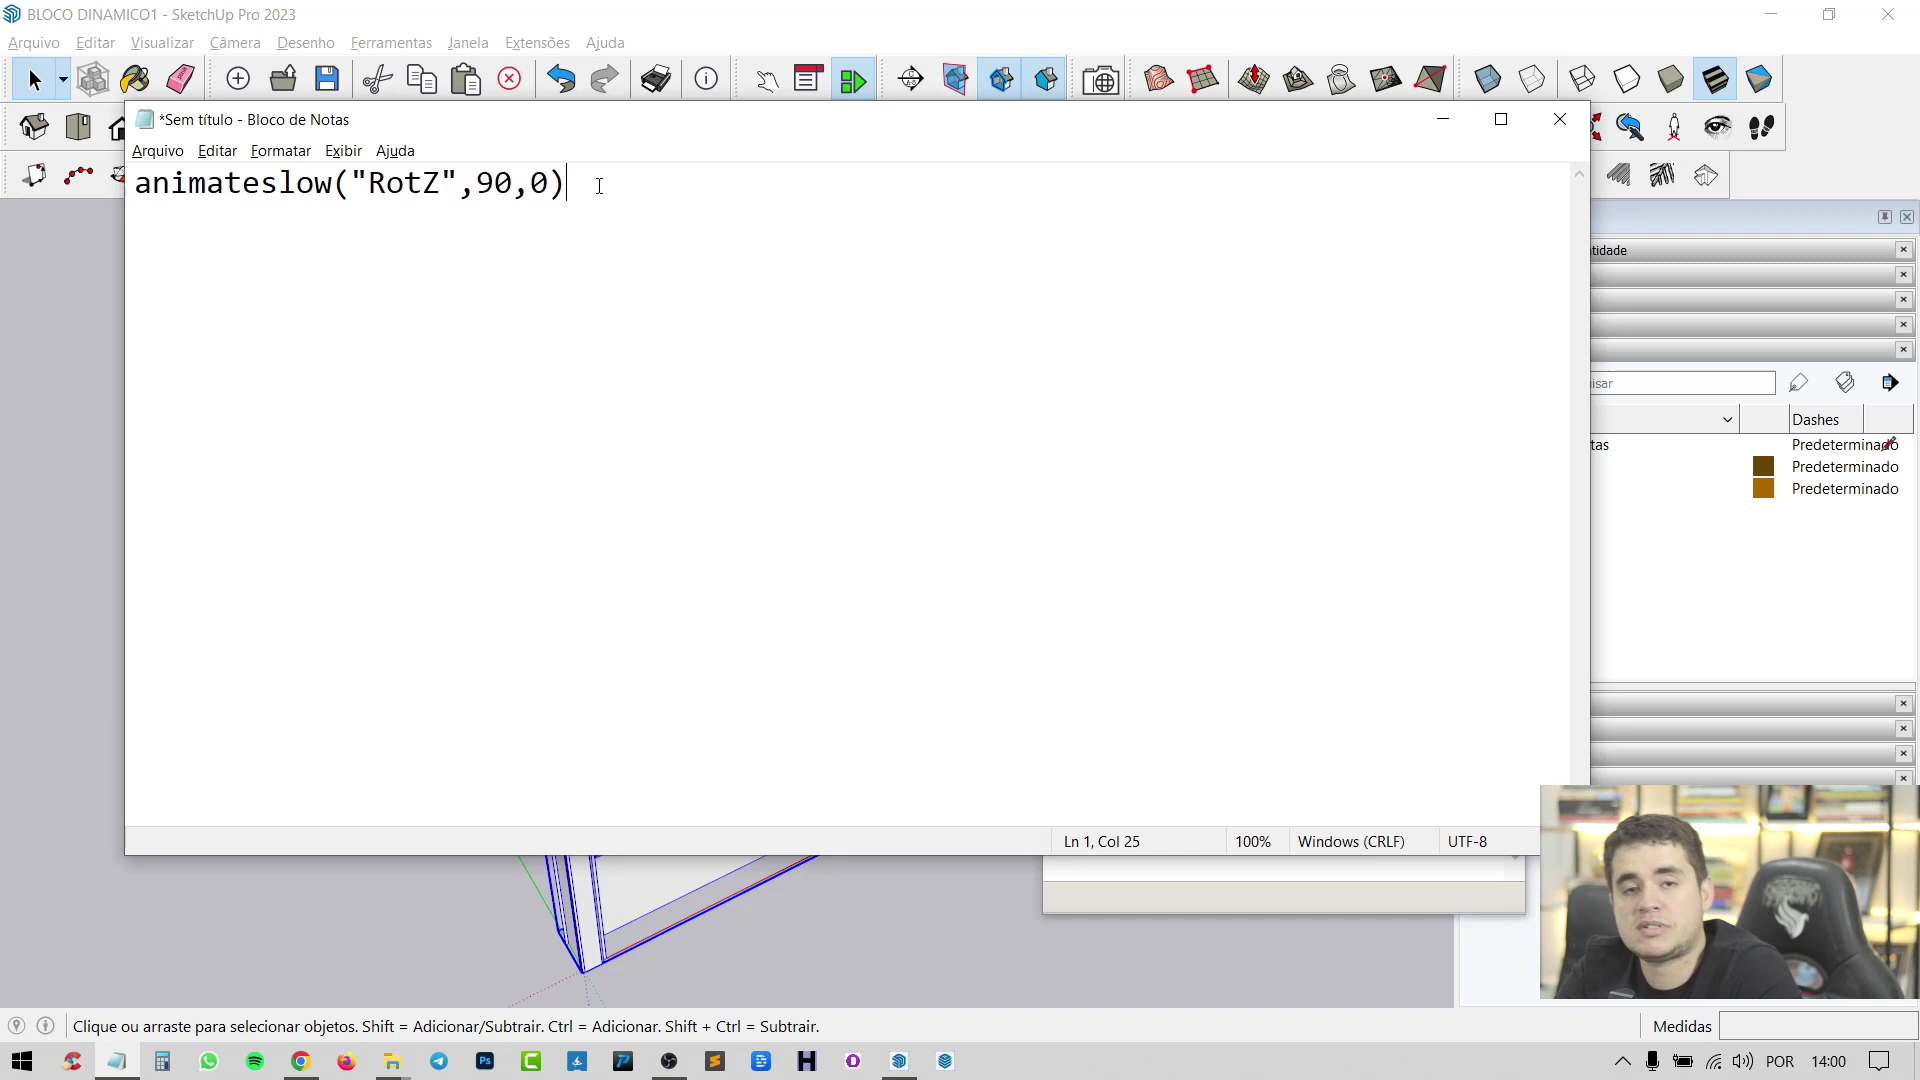 BLOCO DINAMICO1 - SketchUp Pro 2023
Arquivo Editar Visualizar Câmera Desenho Ferramentas Janela Extensões Ajuda
*Sem título - Bloco de Notas
Arquivo Editar Formatar Exibir Ajuda
animateslow("RotZ",90,0)
tidade
isar
Dashes
tas Predeterminado
Predeterminado
Predeterminado
Ln 1, Col 25 100% Windows (CRLF) UTF-8
Clique ou arraste para selecionar objetos. Shift = Adicionar/Subtrair. Ctrl = Adicionar. Shift + Ctrl = Subtrair.
Medidas
POR 14:00